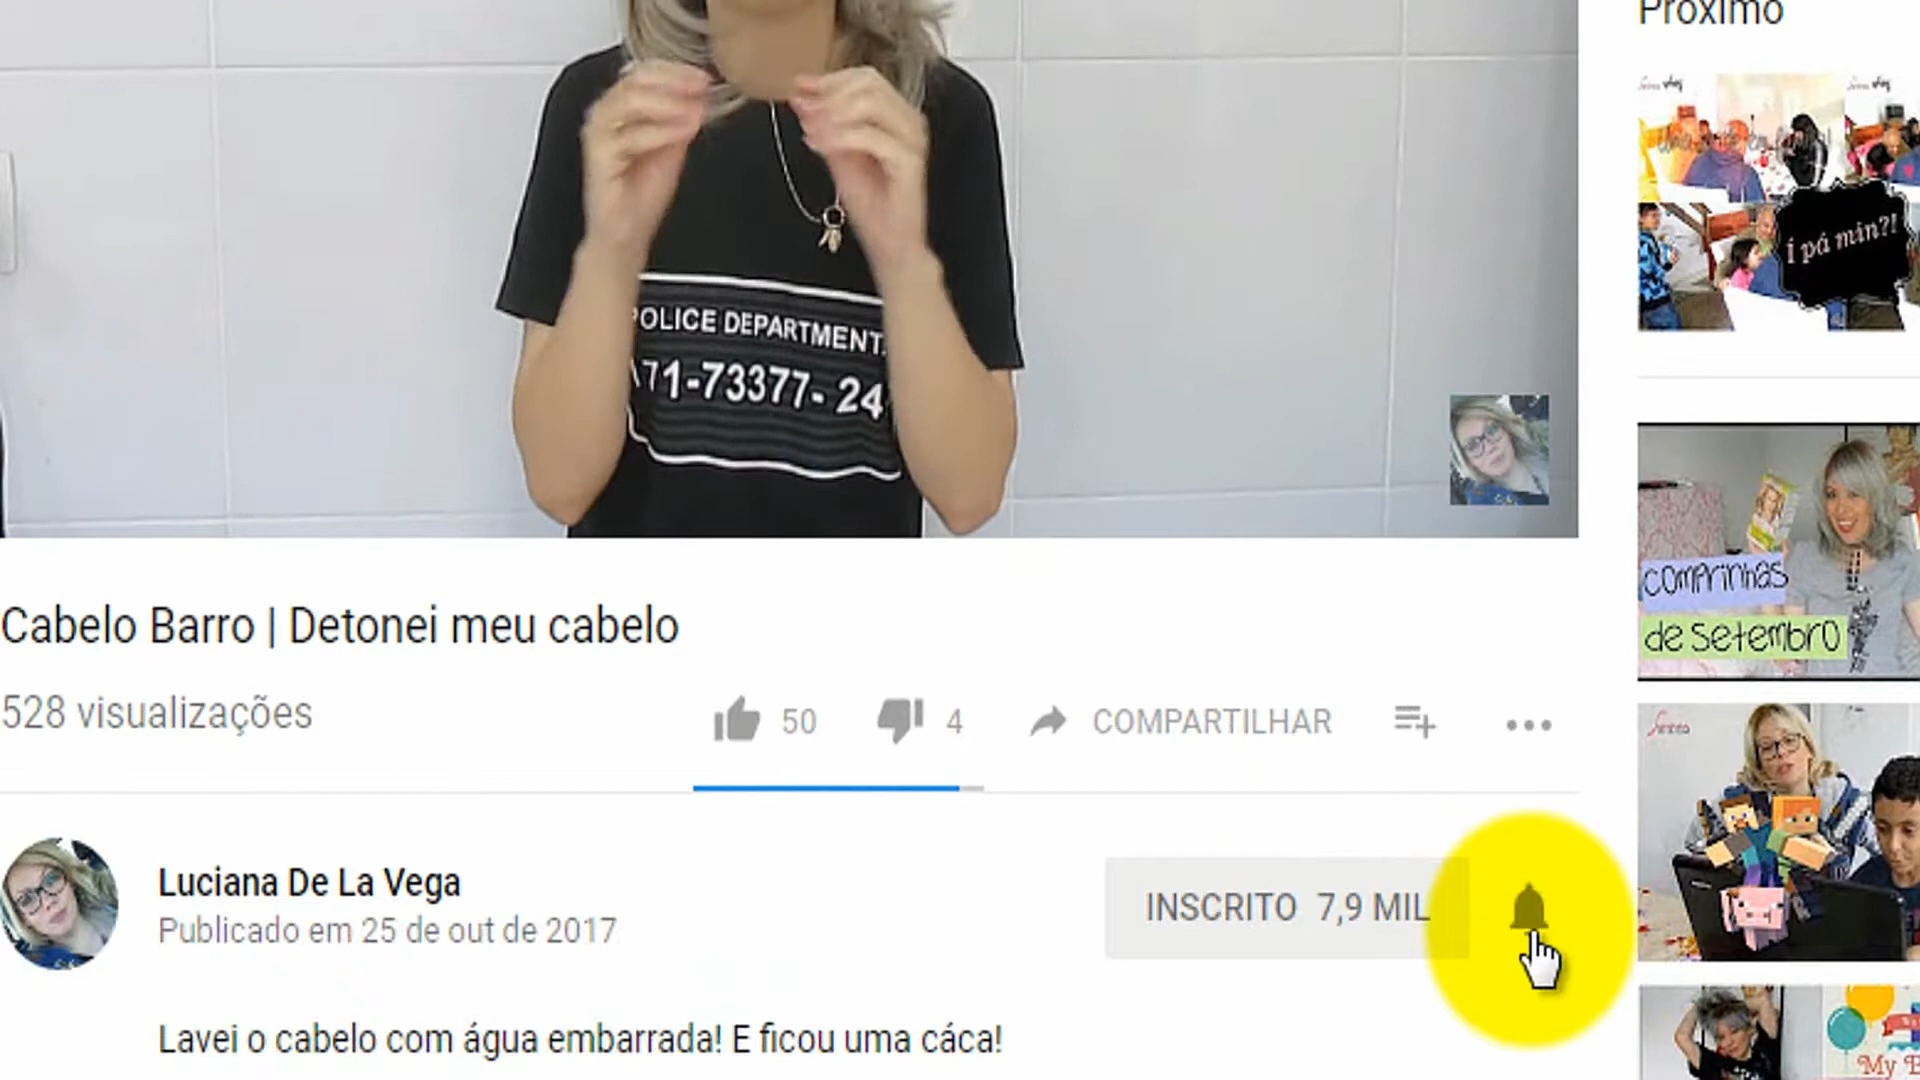 Próximo
POLICE DEPARTMENT
71-73377- 24
í pá min?!
comprinhas
de setembro
Cabelo Barro | Detonei meu cabelo
528 visualizações
50
4
COMPARTILHAR
Luciana De La Vega
Publicado em 25 de out de 2017
INSCRITO 7,9 MIL
Lavei o cabelo com água embarrada! E ficou uma cáca!
My